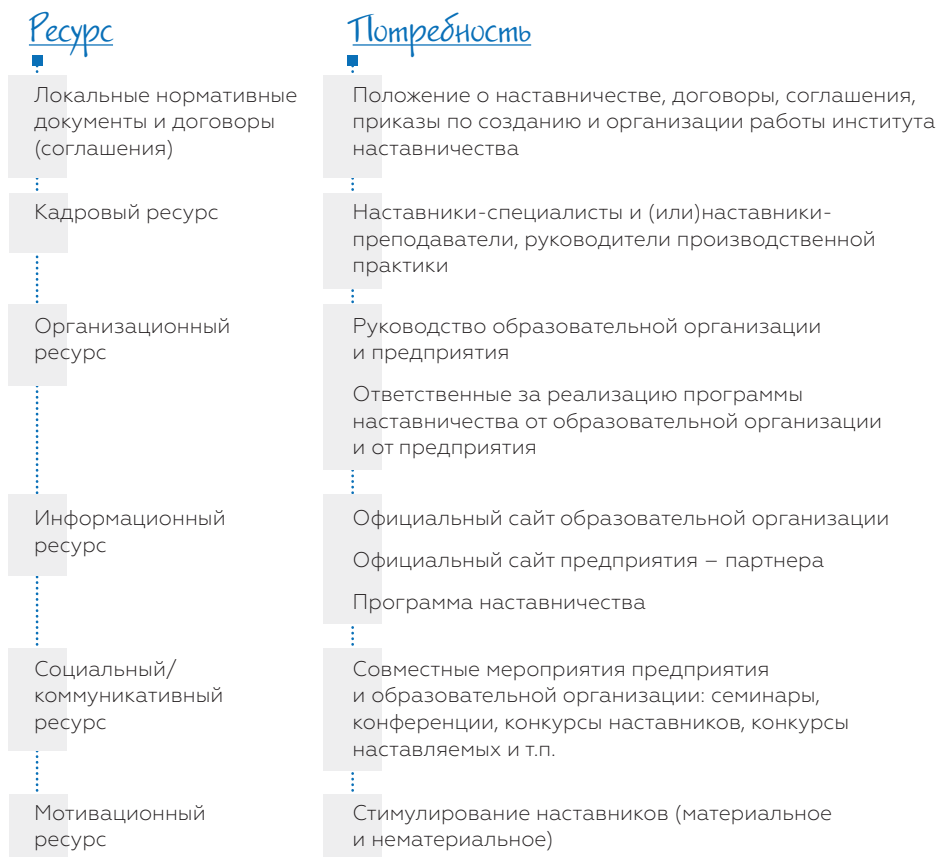 Ресурс
Потребность
Локальные нормативные
документы и договоры
(соглашения)
Положение о наставничестве, договоры, соглашения,
приказы по созданию и организации работы института
наставничества
Кадровый ресурс
Наставники-специалисты и (или)наставники-
преподаватели, руководители производственной
практики
Организационный
ресурс
Руководство образовательной организации
и предприятия
Ответственные за реализацию программы
наставничества от образовательной организации
и от предприятия
Информационный
ресурс
Официальный сайт образовательной организации
Официальный сайт предприятия – партнера
Программа наставничества
Социальный/
коммуникативный
ресурс
Совместные мероприятия предприятия
и образовательной организации: семинары,
конференции, конкурсы наставников, конкурсы
наставляемых и т.п.
Мотивационный
ресурс
Стимулирование наставников (материальное
и нематериальное)